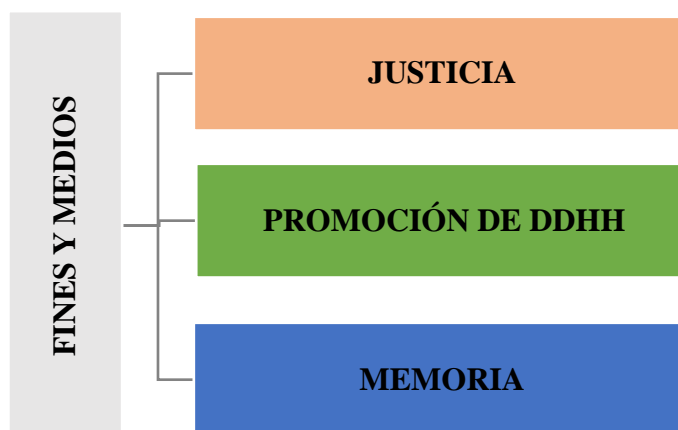 FINES Y MEDIOS
JUSTICIA
PROMOCIÓN DE DDHH
MEMORIA